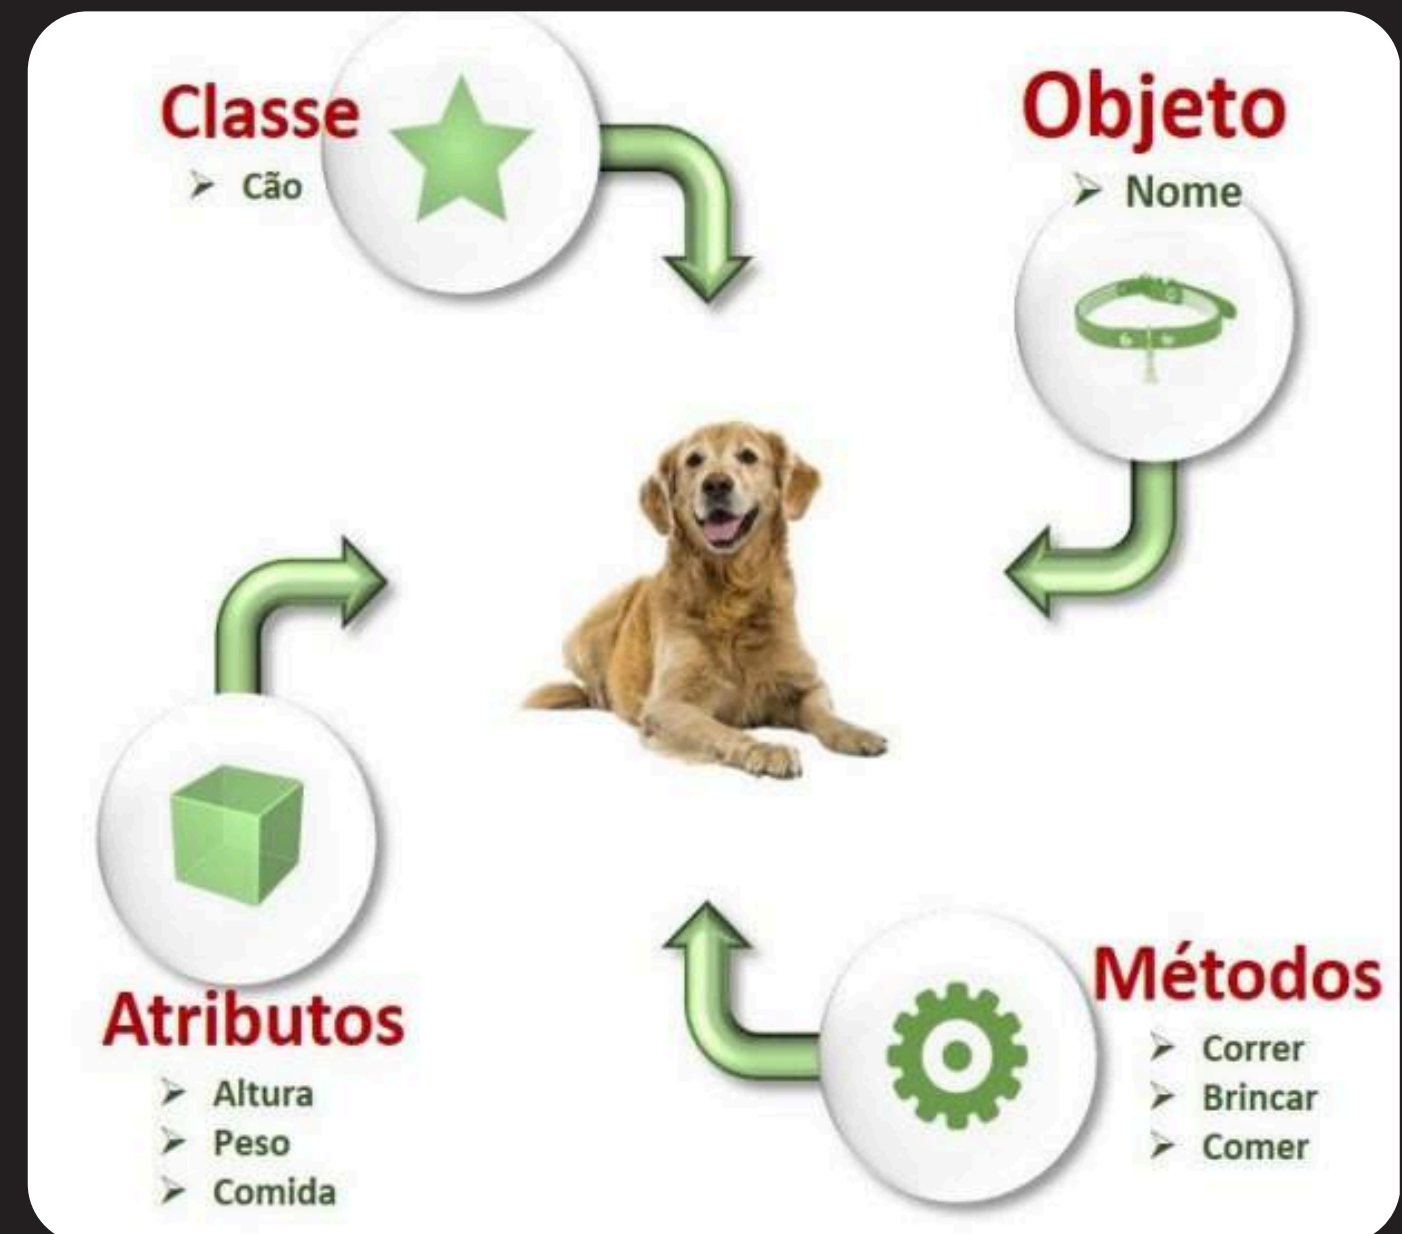 Classe
➢ Cão
Objeto
➢ Nome
Atributos
➢ Altura
➢ Peso
➢ Comida
Métodos
➢ Correr
➢ Brincar
➢ Comer